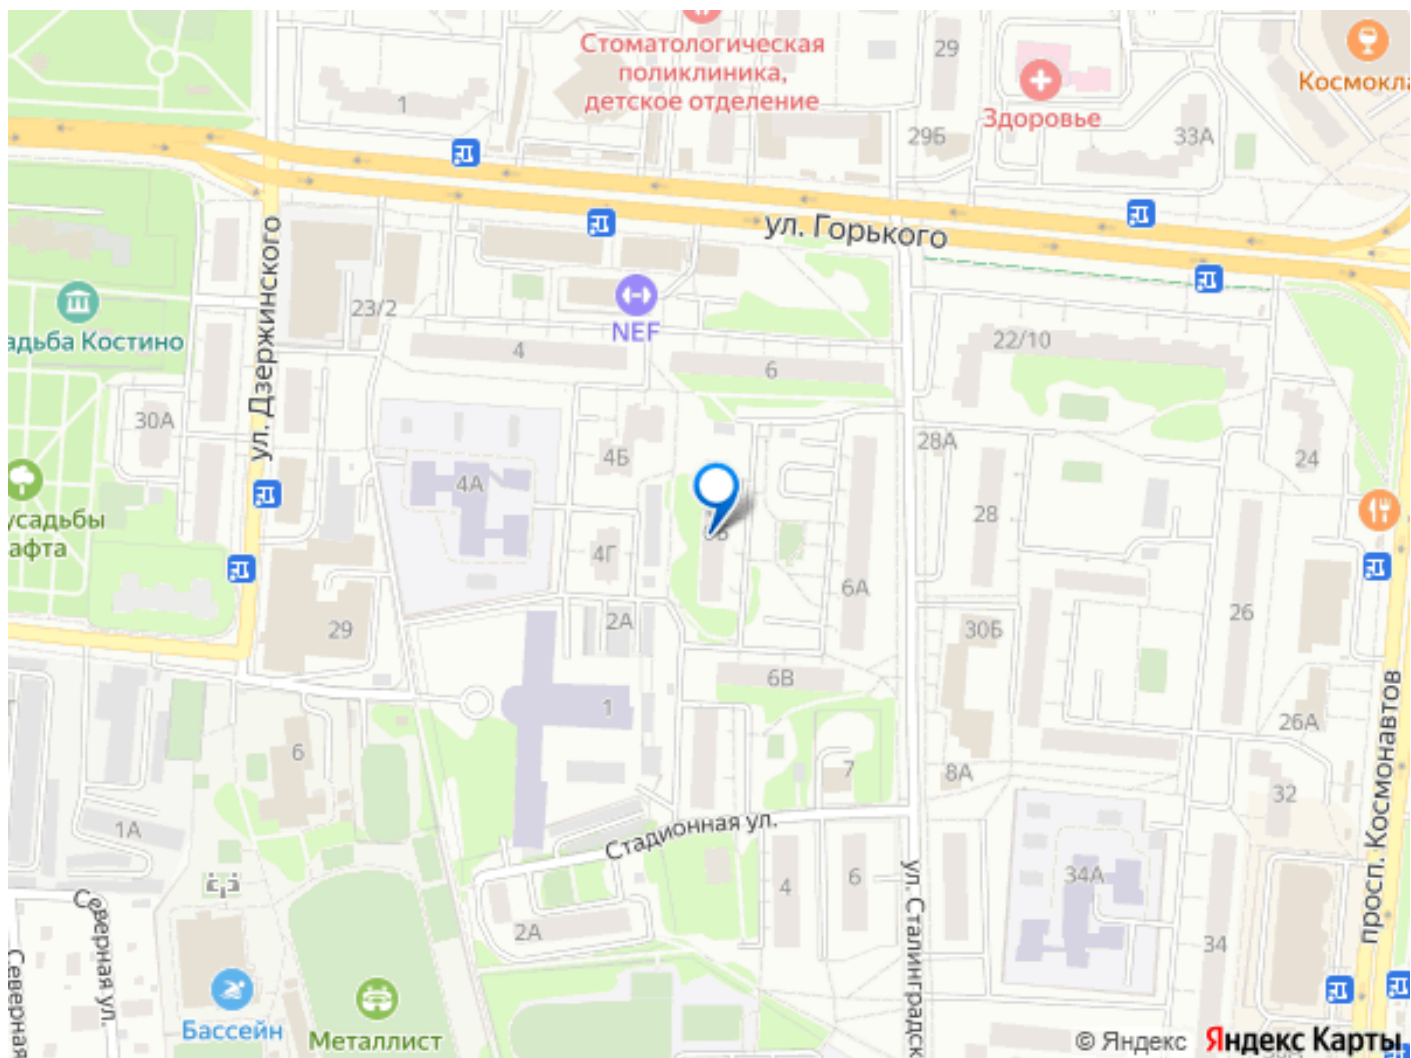 Стоматологическая
поликлиника,
детское отделение
29
Космокла
1
Здоровье
29Б
33А
ул. Горького
ул. Дзержинского
23/2
NEF
адьба Костино
22/10
4
6
30А
28А
4Б
24
4А
28
усадьбы
афта
4Г
6А
2А
26
29
30Б
6В
1
26А
6
7
8А
32
1А
Стадионная ул.
просп. Космонавтов
4
6
34А
ул. Сталинградск
Северная ул.
2А
34
Северная
Бассейн
Металлист
© Яндекс Яндекс Карты